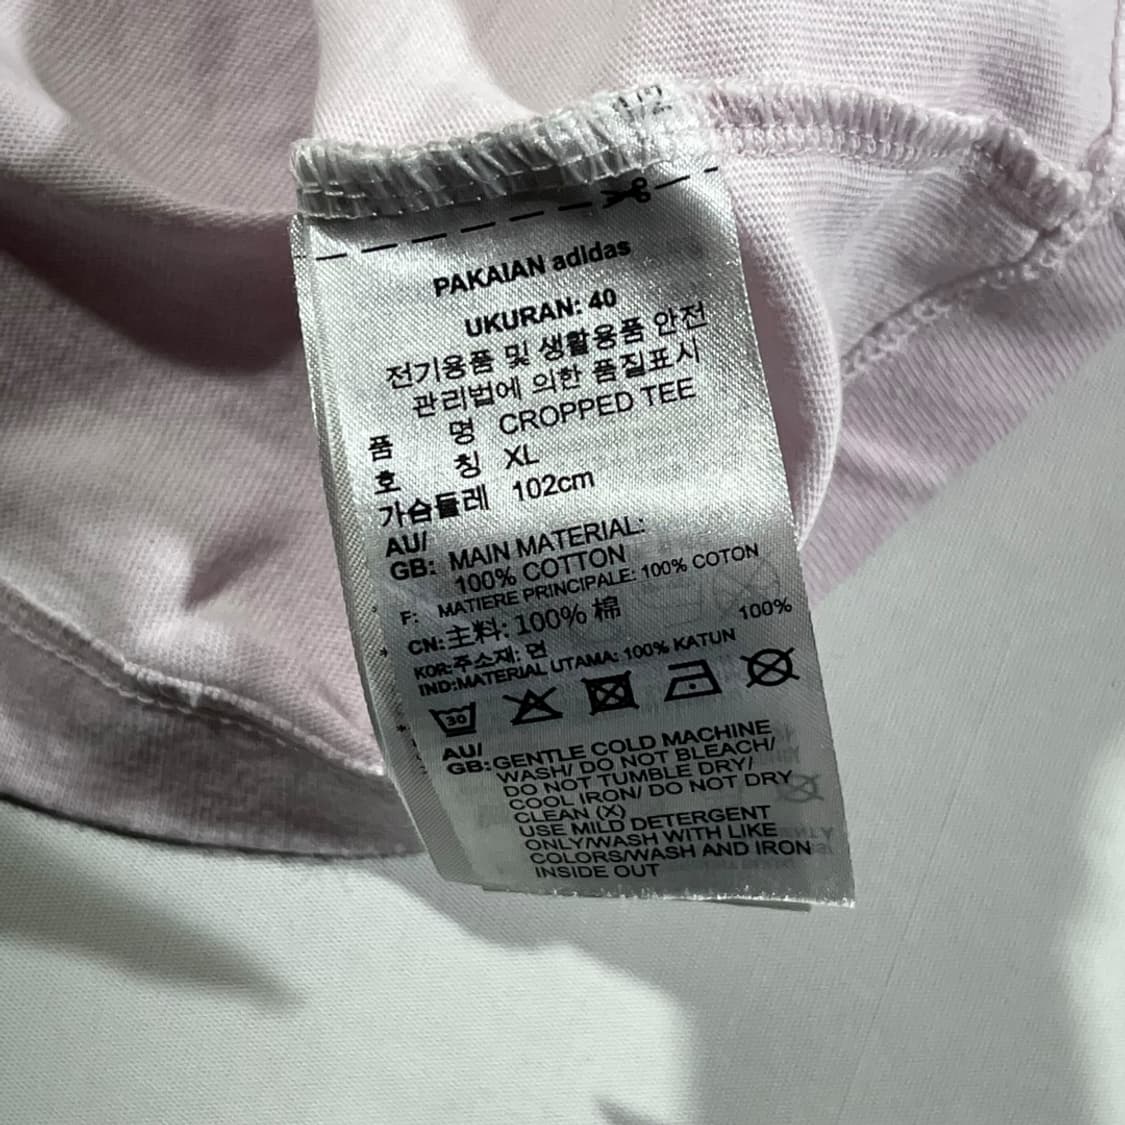 1/2
PAKAIAN adidas
UKURAN: 40
전기용품 및 생활용품 안전
관리법에 의한 품질표시
품 명 CROPPED TEE
호 칭 XL
가슴둘레 102cm
AU/
GB: MAIN MATERIAL:
100% COTTON
F: MATIERE PRINCIPALE: 100% COTON
CN:主料: 100% 棉
KOR:주소재: 면 100%
IND:MATERIAL UTAMA: 100% KATUN
30
AU/
GB:GENTLE COLD MACHINE
WASH/ DO NOT BLEACH/
DO NOT TUMBLE DRY/
COOL IRON/ DO NOT DRY
CLEAN (X)
USE MILD DETERGENT
ONLY/WASH WITH LIKE
COLORS/WASH AND IRON
INSIDE OUT